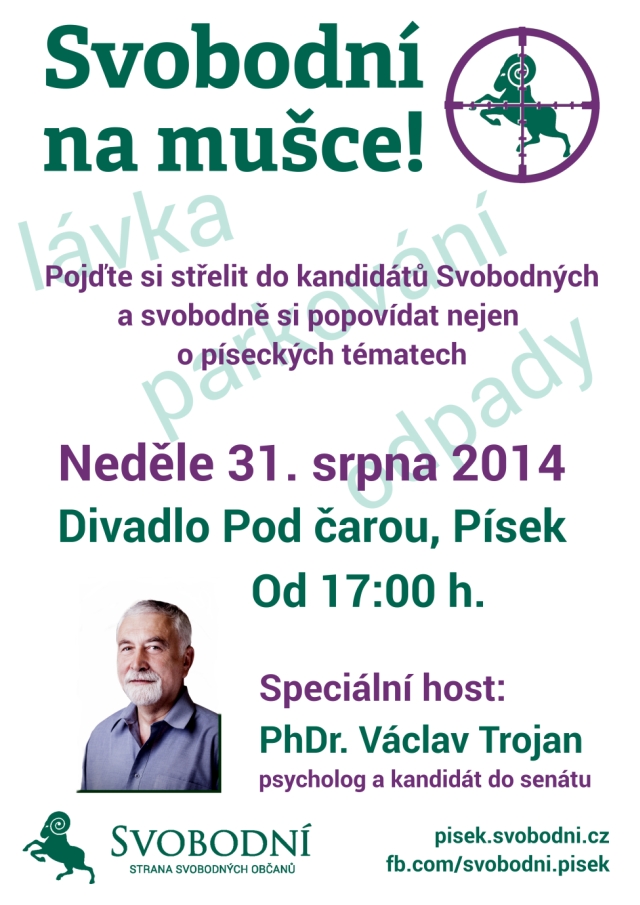 Svobodní
na mušce!
lávka
parkování
odpady
Pojďte si střelit do kandidátů Svobodných
a svobodně si popovídat nejen
o píseckých tématech
Neděle 31. srpna 2014
Divadlo Pod čarou, Písek
Od 17:00 h.
Speciální host:
PhDr. Václav Trojan
psycholog a kandidát do senátu
SVOBODNÍ
STRANA SVOBODNÝCH OBČANŮ
pisek.svobodni.cz
fb.com/svobodni.pisek